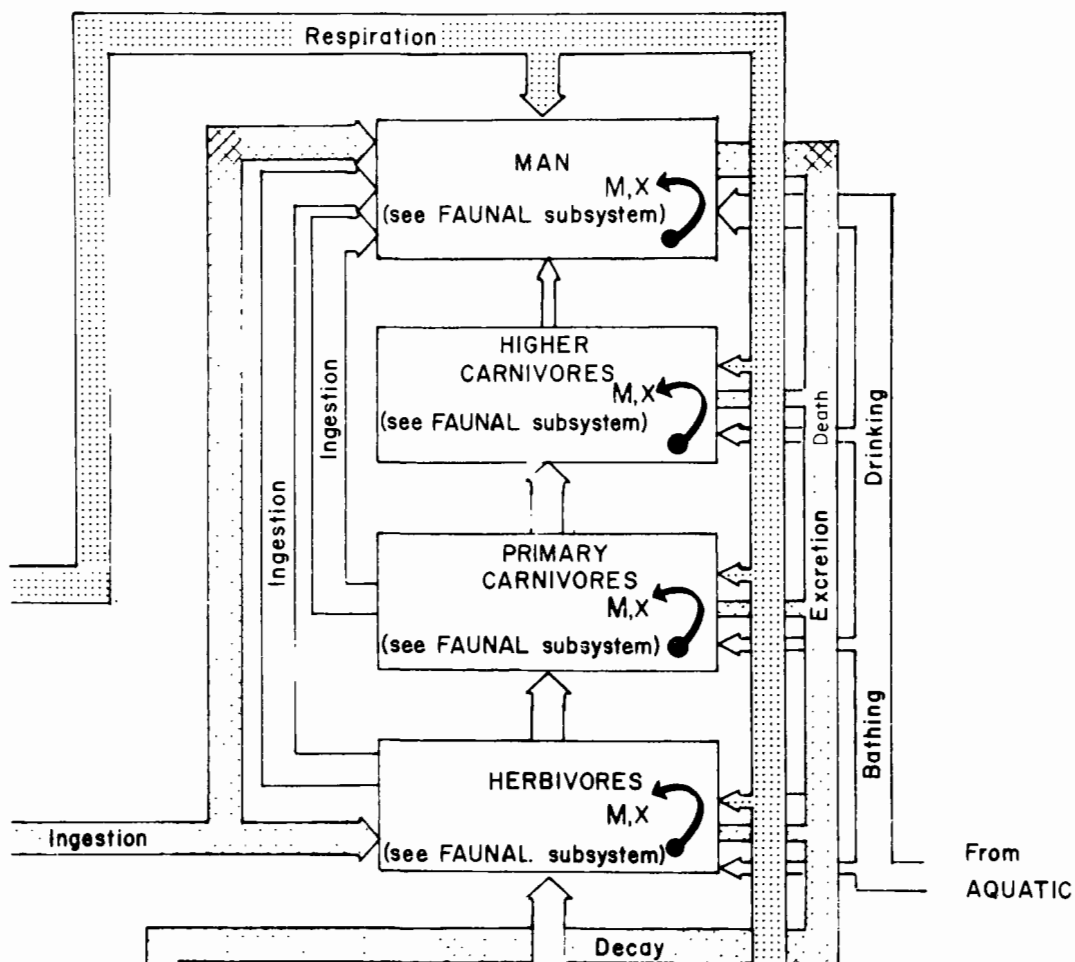 Respiration
MAN
M,X
(see FAUNAL subsystem)
HIGHER
CARNIVORES
M,X
(see FAUNAL subsystem)
Ingestion
Ingestion
Death
Excretion
Drinking
Bathing
PRIMARY
CARNIVORES
M,X
(see FAUNAL subsystem)
HERBIVORES
M,X
(see FAUNAL. subsystem)
Ingestion
From
AQUATIC
Decay